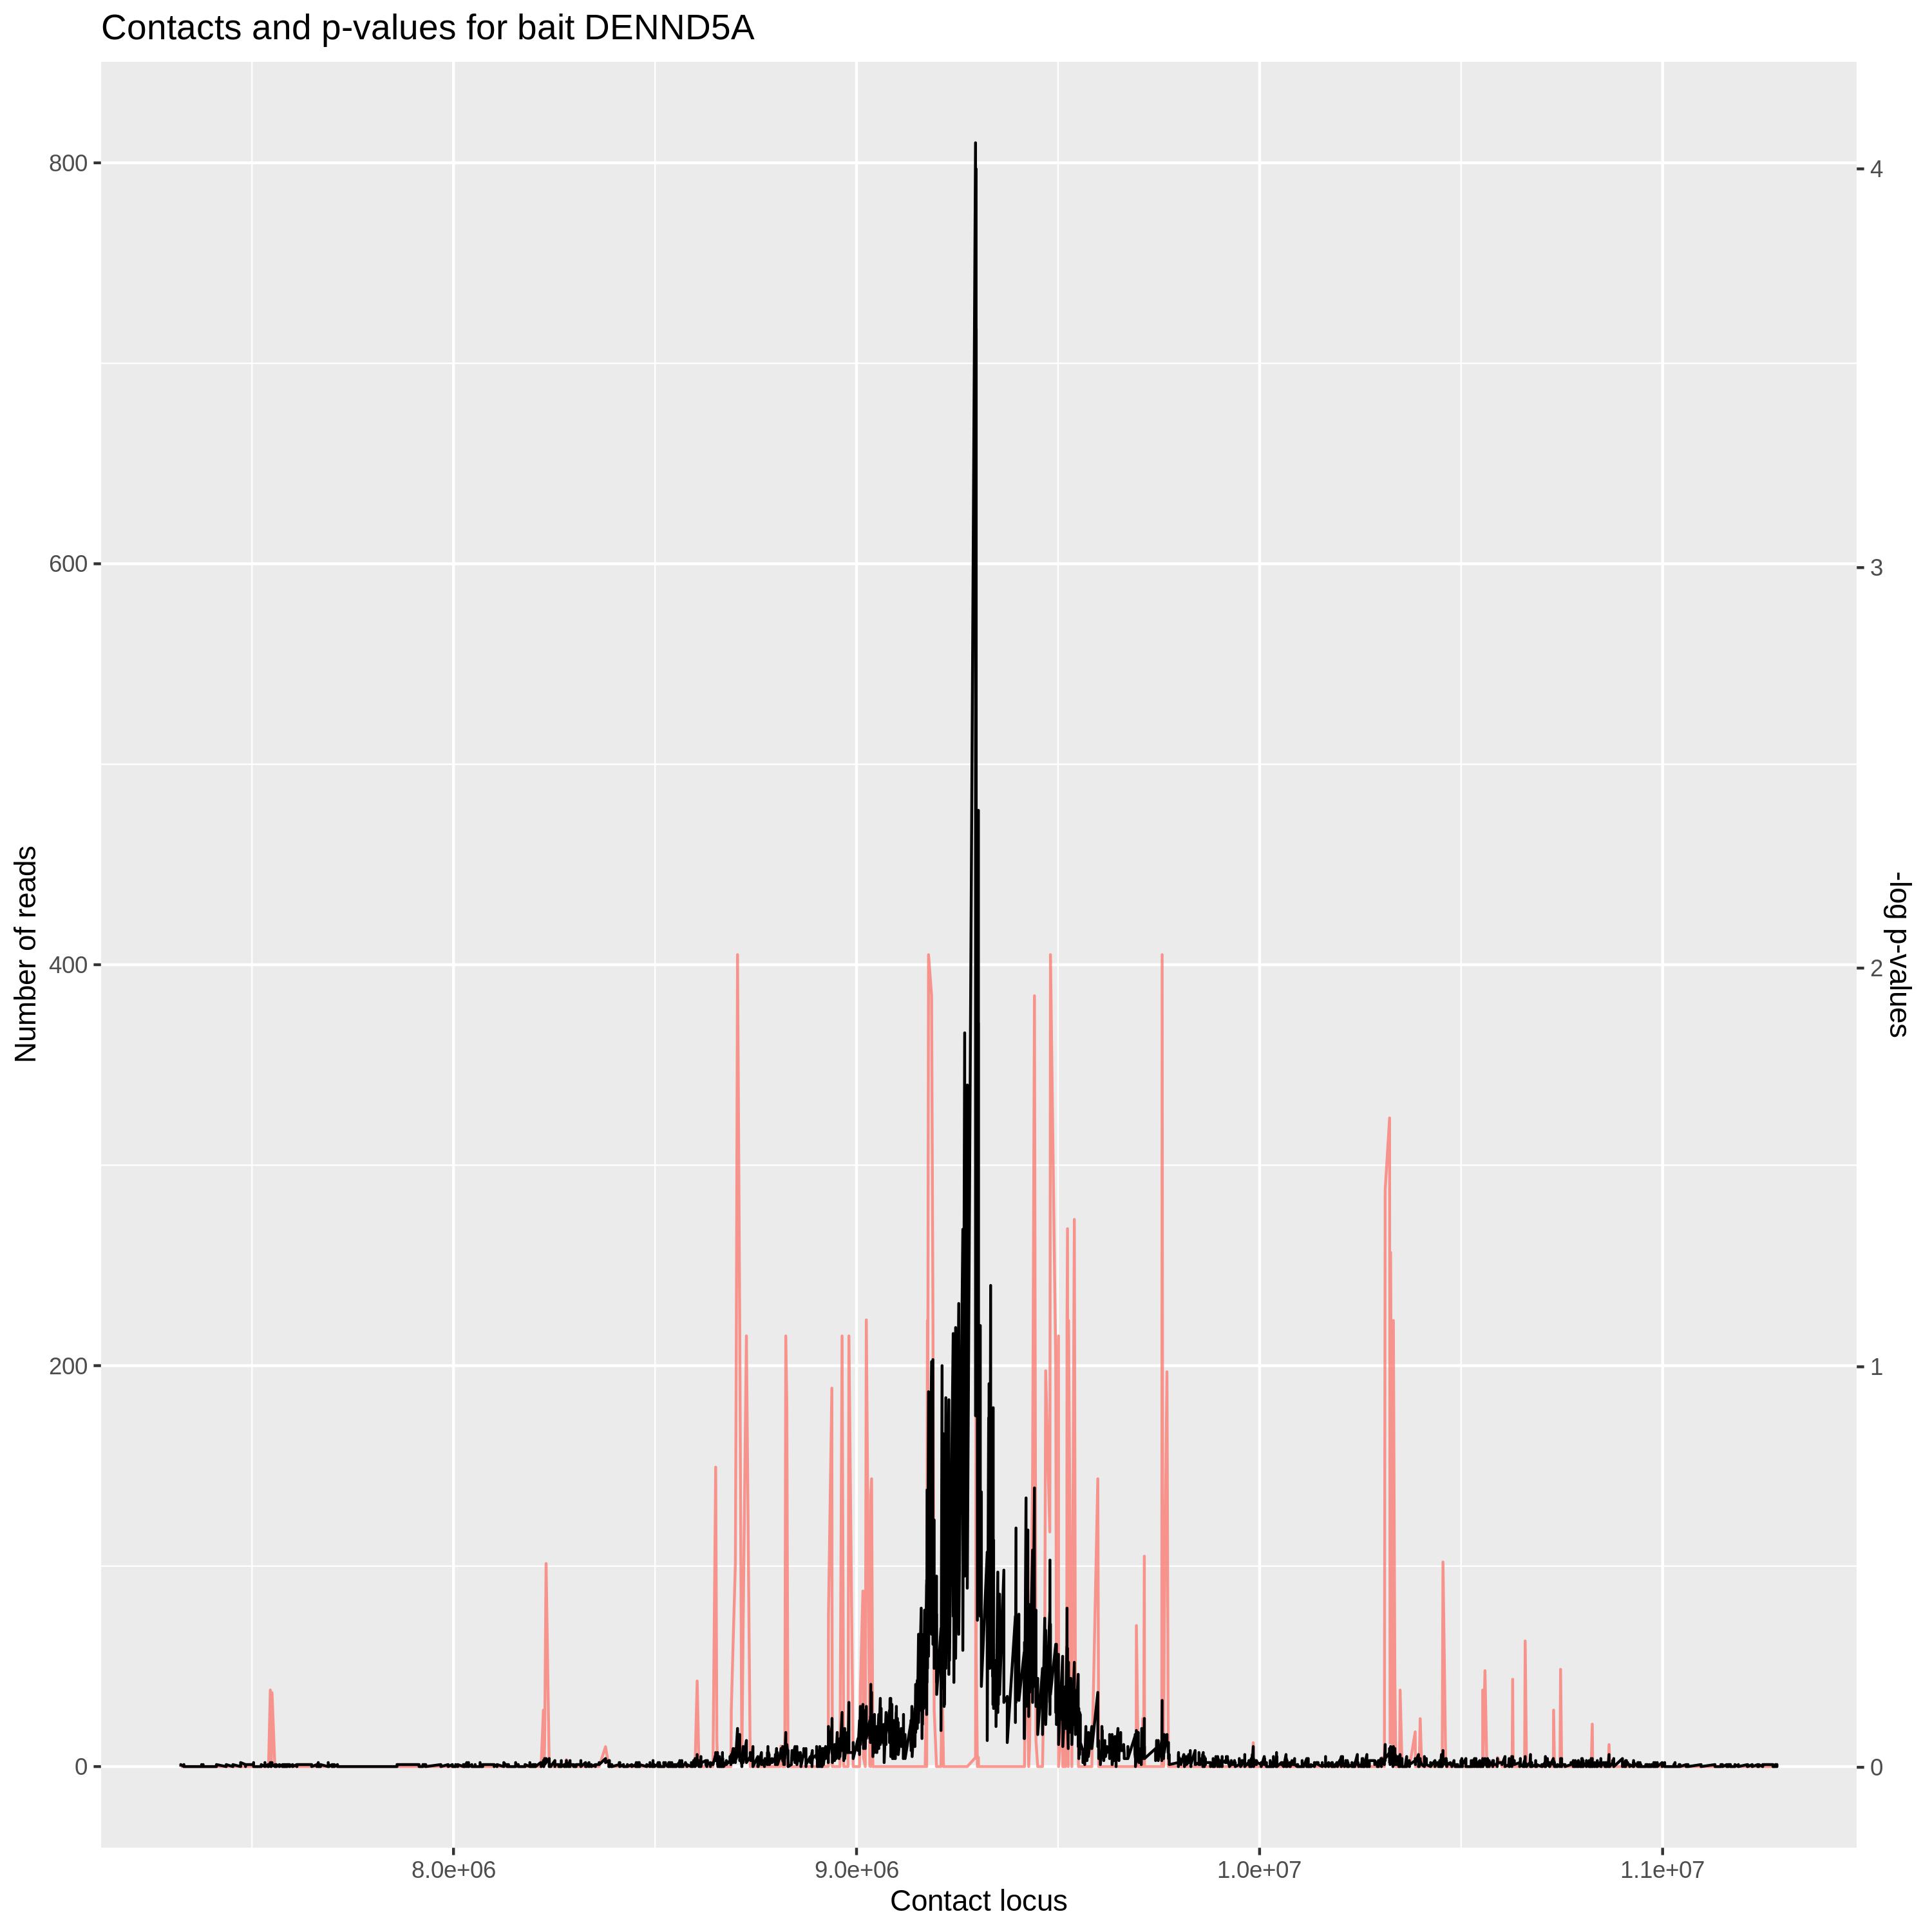 Contacts and p-values for bait DENND5A
800
600
400
200
0
Number of reads
4
3
2
1
0
-log p-values
8.0e+06 9.0e+06 1.0e+07 1.1e+07
Contact locus